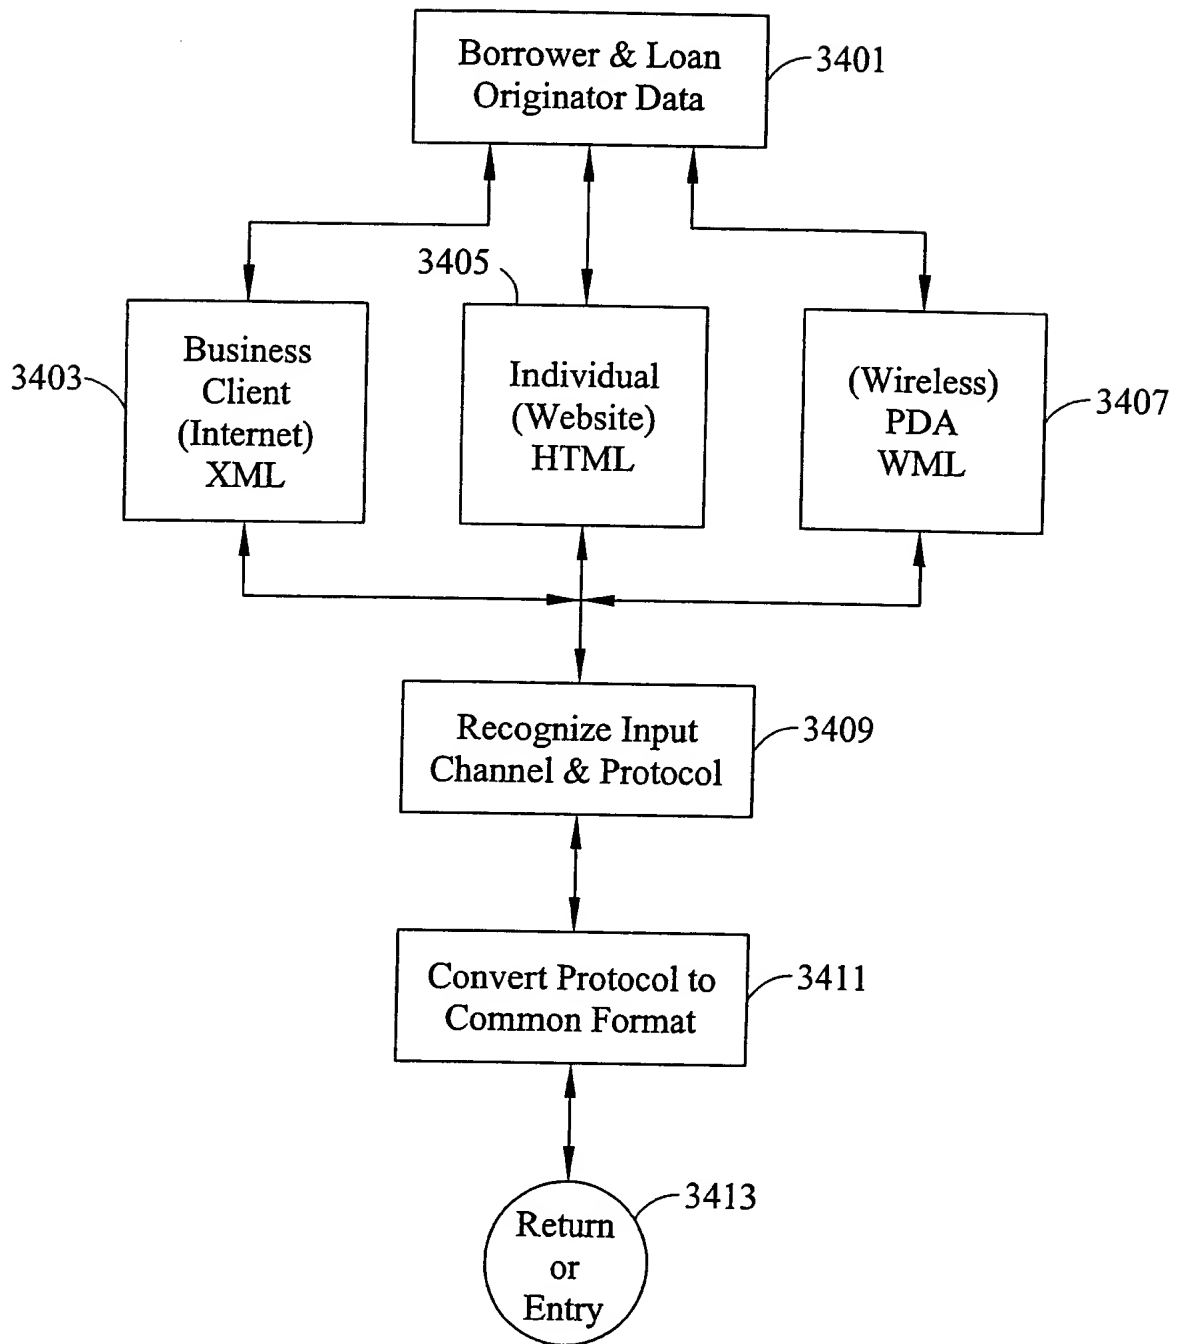 Borrower & Loan
Originator Data
3401
3405
Business
Client
(Internet)
XML
3403
Individual
(Website)
HTML
(Wireless)
PDA
WML
3407
Recognize Input
Channel & Protocol
3409
Convert Protocol to
Common Format
3411
Return
or
Entry
3413